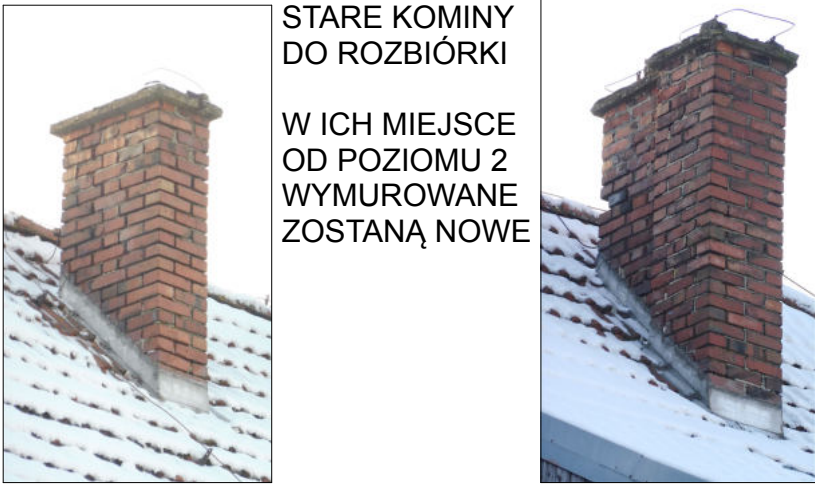 STARE KOMINY
DO ROZBIÓRKI
W ICH MIEJSCE
OD POZIOMU 2
WYMUROWANE
ZOSTANĄ NOWE